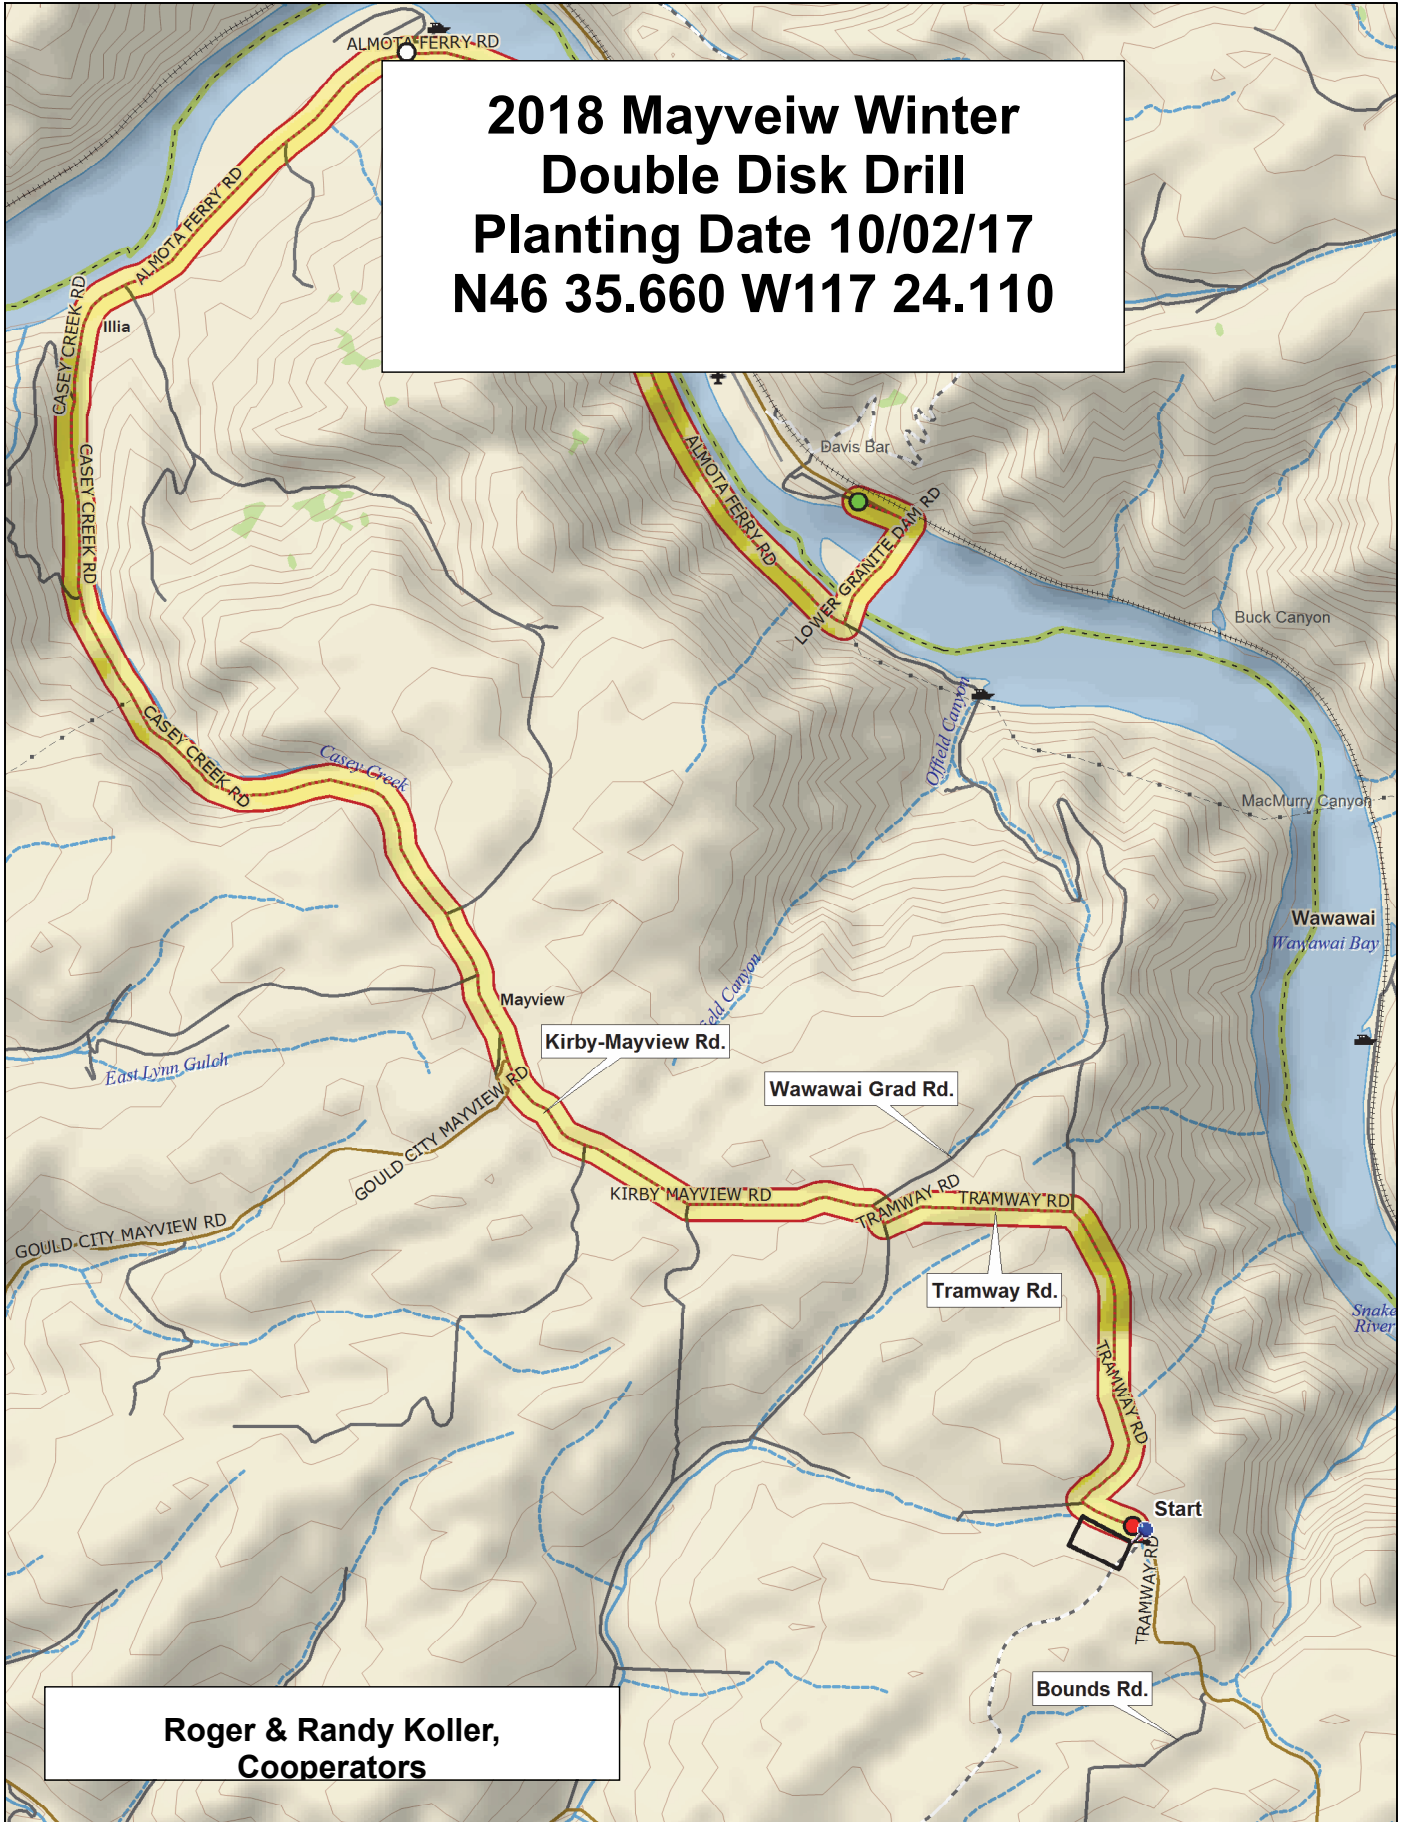 ALMOTA FERRY RD
2018 Mayveiw Winter
Double Disk Drill
Planting Date 10/02/17
N46 35.660 W117 24.110
ALMOTA FERRY RD
CASEY CREEK RD
Illia
Davis Bar
ALMOTA FERRY RD
CASEY CREEK RD
LOWER GRANITE DAM RD
Buck Canyon
Offield Canyon
CASEY CREEK RD
Casey Creek
MacMurry Canyon
Wawawai
Wawawai Bay
Mayview
field Canyon
Kirby-Mayview Rd.
East Lynn Gulch
Wawawai Grad Rd.
GOULD CITY MAYVIEW RD
KIRBY MAYVIEW RD
TRAMWAY RD
TRAMWAY RD
GOULD CITY MAYVIEW RD
Tramway Rd.
Snake
River
TRAMWAY RD
Start
TRAMWAY RD
Bounds Rd.
Roger & Randy Koller,
Cooperators